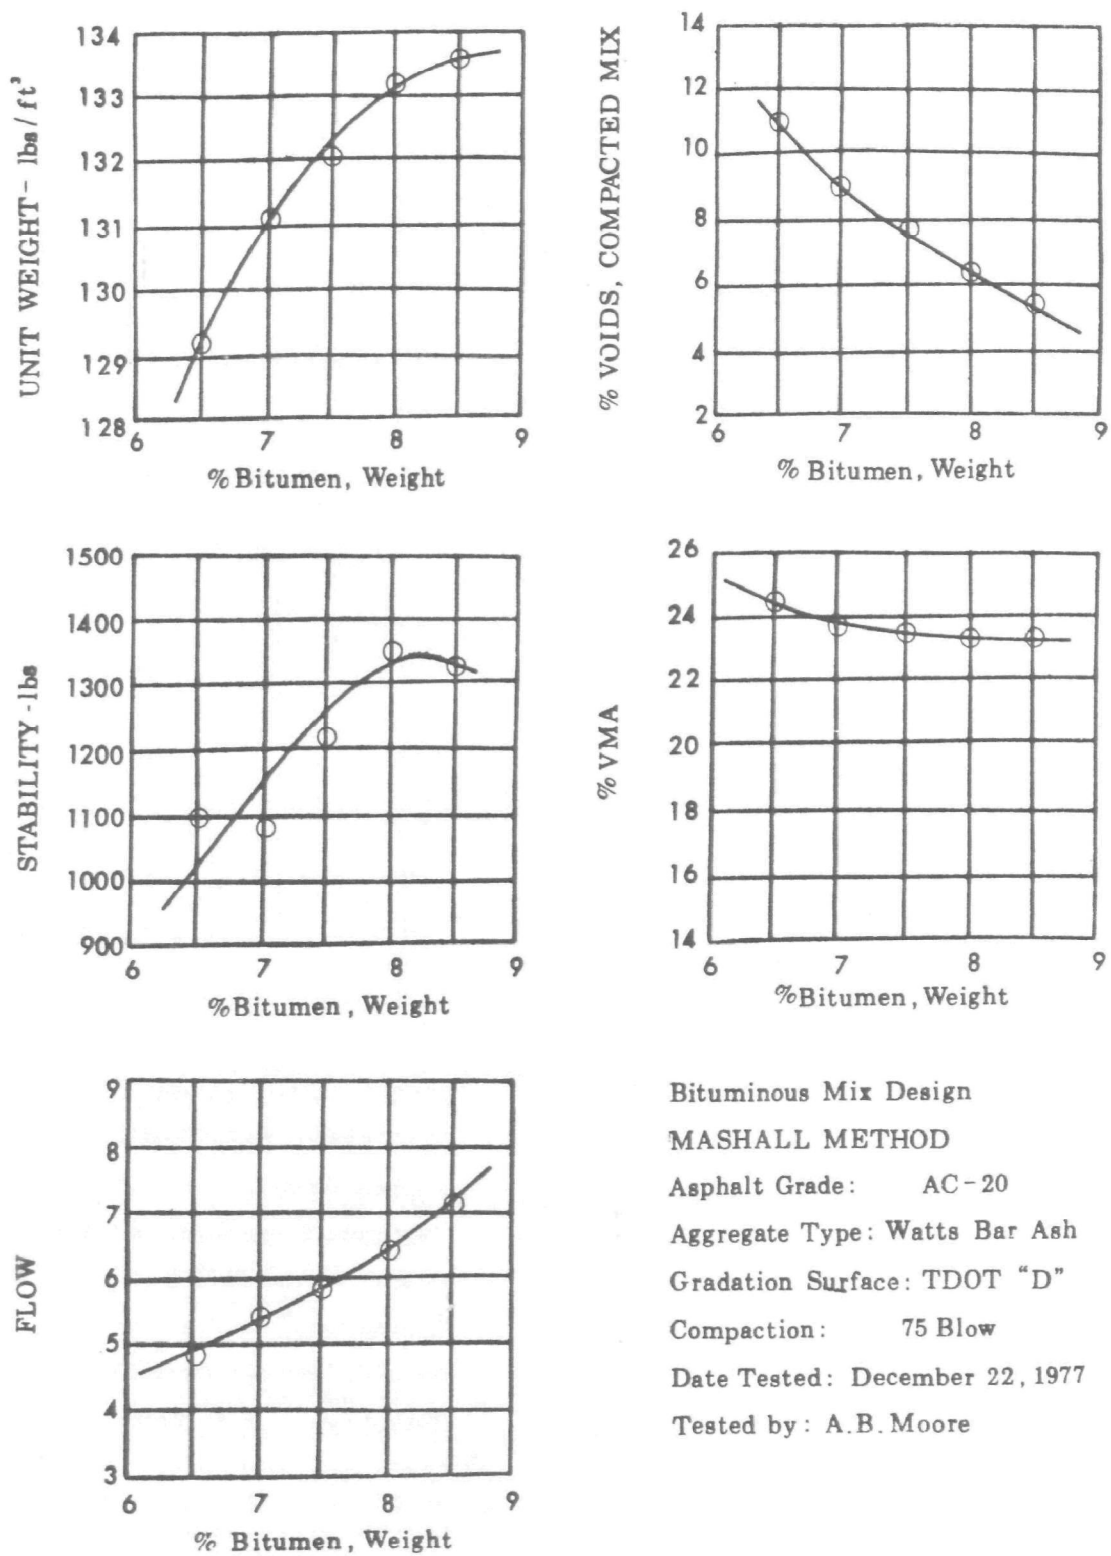 134
133
132
131
130
129
128
6 7 8 9
UNIT WEIGHT- lbs/ft³
% Bitumen, Weight
14
12
10
8
6
4
2
6 7 8 9
% VOIDS, COMPACTED MIX
% Bitumen, Weight
1500
1400
1300
1200
1100
1000
900
6 7 8 9
STABILITY -lbs
%Bitumen, Weight
26
24
22
20
18
16
14
6 7 8 9
% VMA
%Bitumen, Weight
9
8
7
6
5
4
3
6 7 8 9
FLOW
% Bitumen, Weight
Bituminous Mix Design
MASHALL METHOD
Asphalt Grade: AC-20
Aggregate Type: Watts Bar Ash
Gradation Surface: TDOT "D"
Compaction: 75 Blow
Date Tested: December 22, 1977
Tested by: A.B. Moore